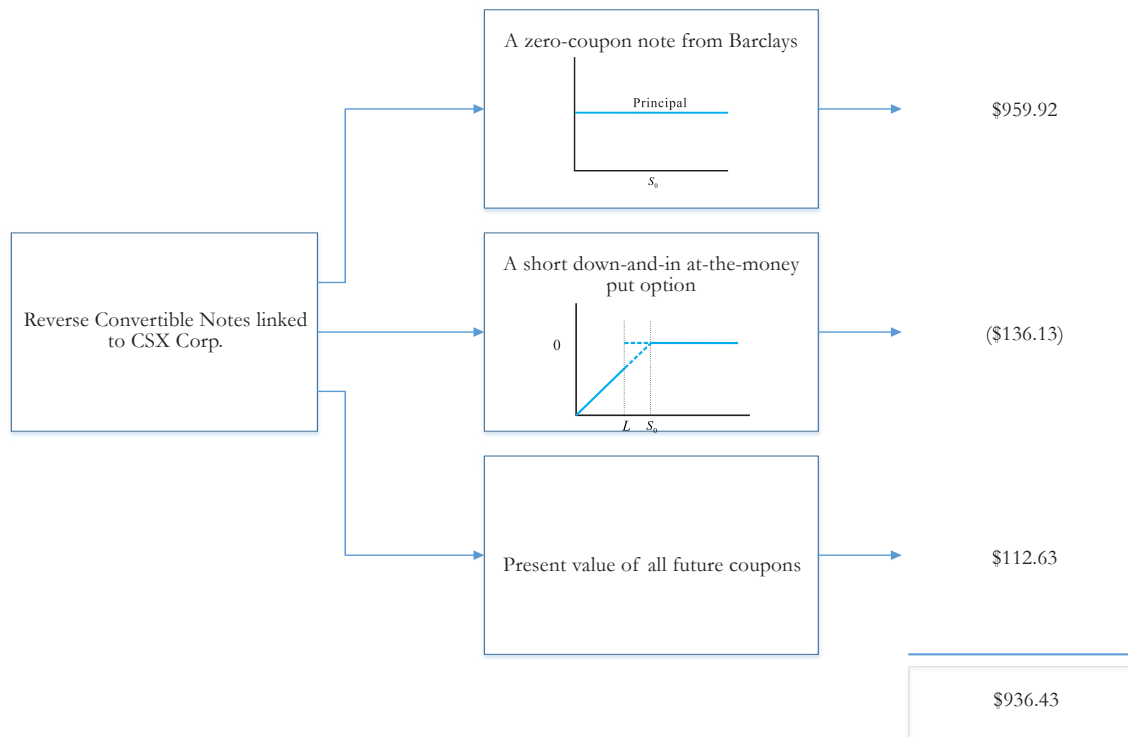 A zero-coupon note from Barclays
Principal
S₀
$959.92
Reverse Convertible Notes linked
to CSX Corp.
A short down-and-in at-the-money
put option
0
L S₀
($136.13)
Present value of all future coupons
$112.63
$936.43